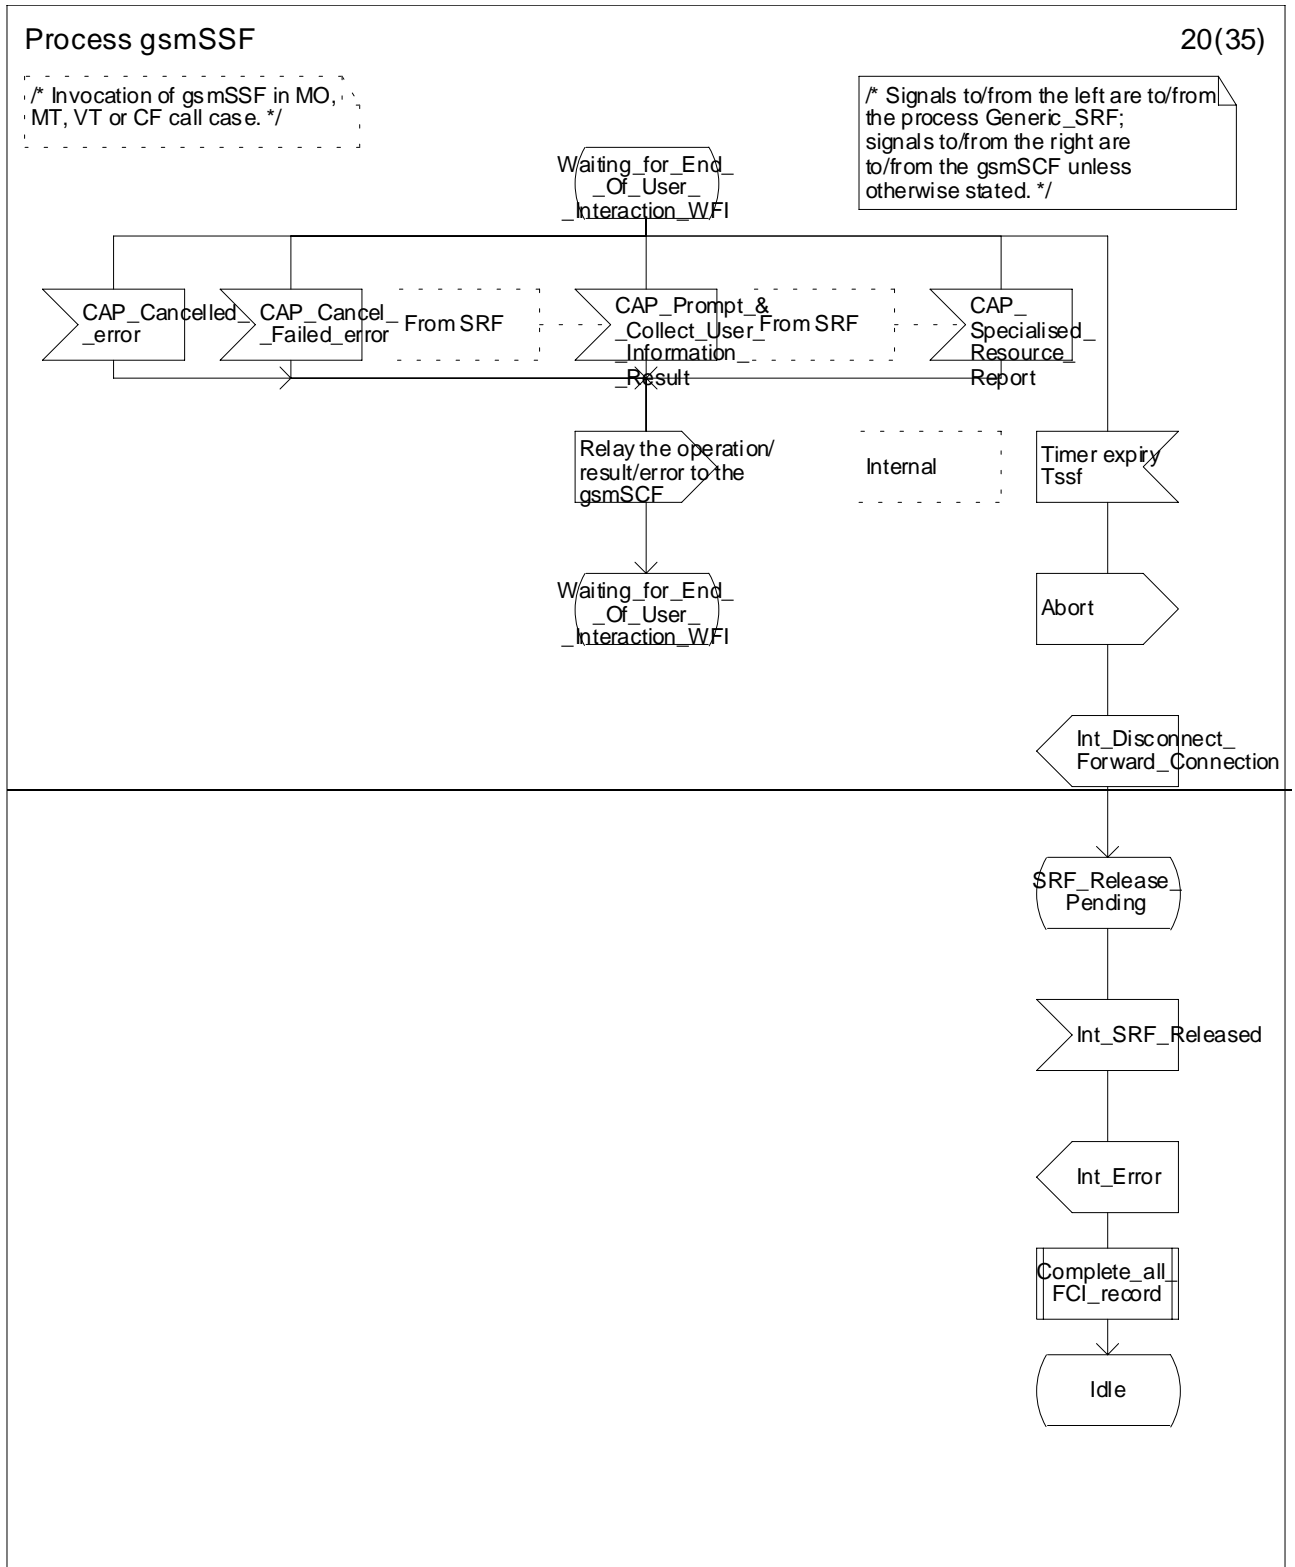 Process gsmSSF
20(35)
/* Invocation of gsmSSF in MO,
MT, VT or CF call case. */
/* Signals to/from the left are to/from
the process Generic_SRF;
signals to/from the right are
to/from the gsmSCF unless
otherwise stated. */
Waiting_for_End_
_Of_User_
_Interaction_WFI
CAP_Cancelled_
_error
CAP_Cancel_
_Failed_error
From SRF
CAP_Prompt_&
_Collect_User_
_Information_
_Result
From SRF
CAP_
Specialised_
Resource_
Report
Relay the operation/
result/error to the
gsmSCF
Internal
Timer expiry
Tssf
Waiting_for_End_
_Of_User_
_Interaction_WFI
Abort
Int_Disconnect_
Forward_Connection
SRF_Release_
Pending
Int_SRF_Released
Int_Error
Complete_all_
FCI_record
Idle